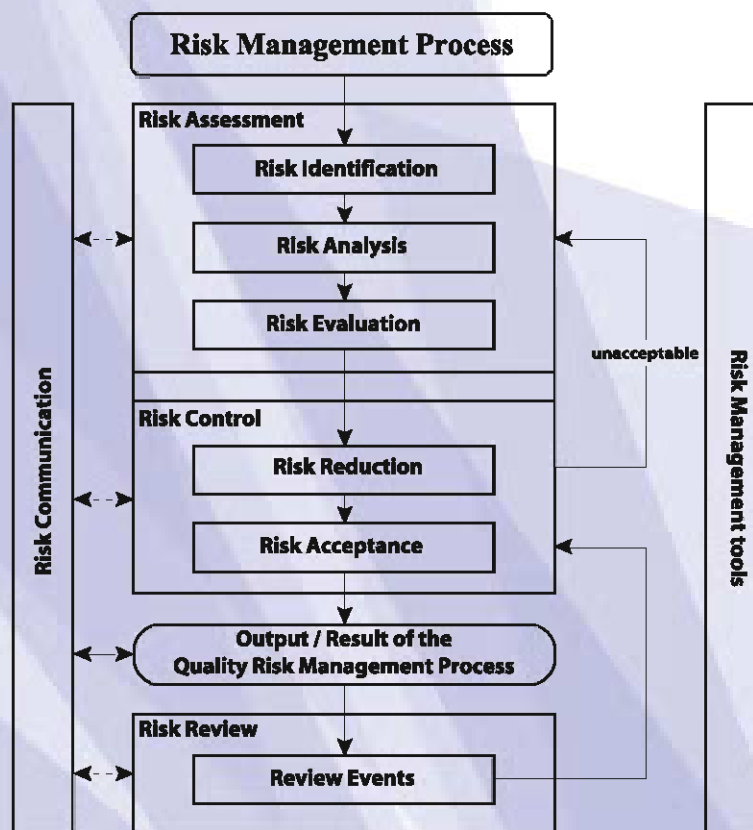 Risk Management Process
Risk Assessment
Risk Identification
Risk Analysis
Risk Evaluation
unacceptable
Risk Control
Risk Reduction
Risk Acceptance
Output / Result of the
Quality Risk Management Process
Risk Review
Review Events
Risk Communication
Risk Management tools